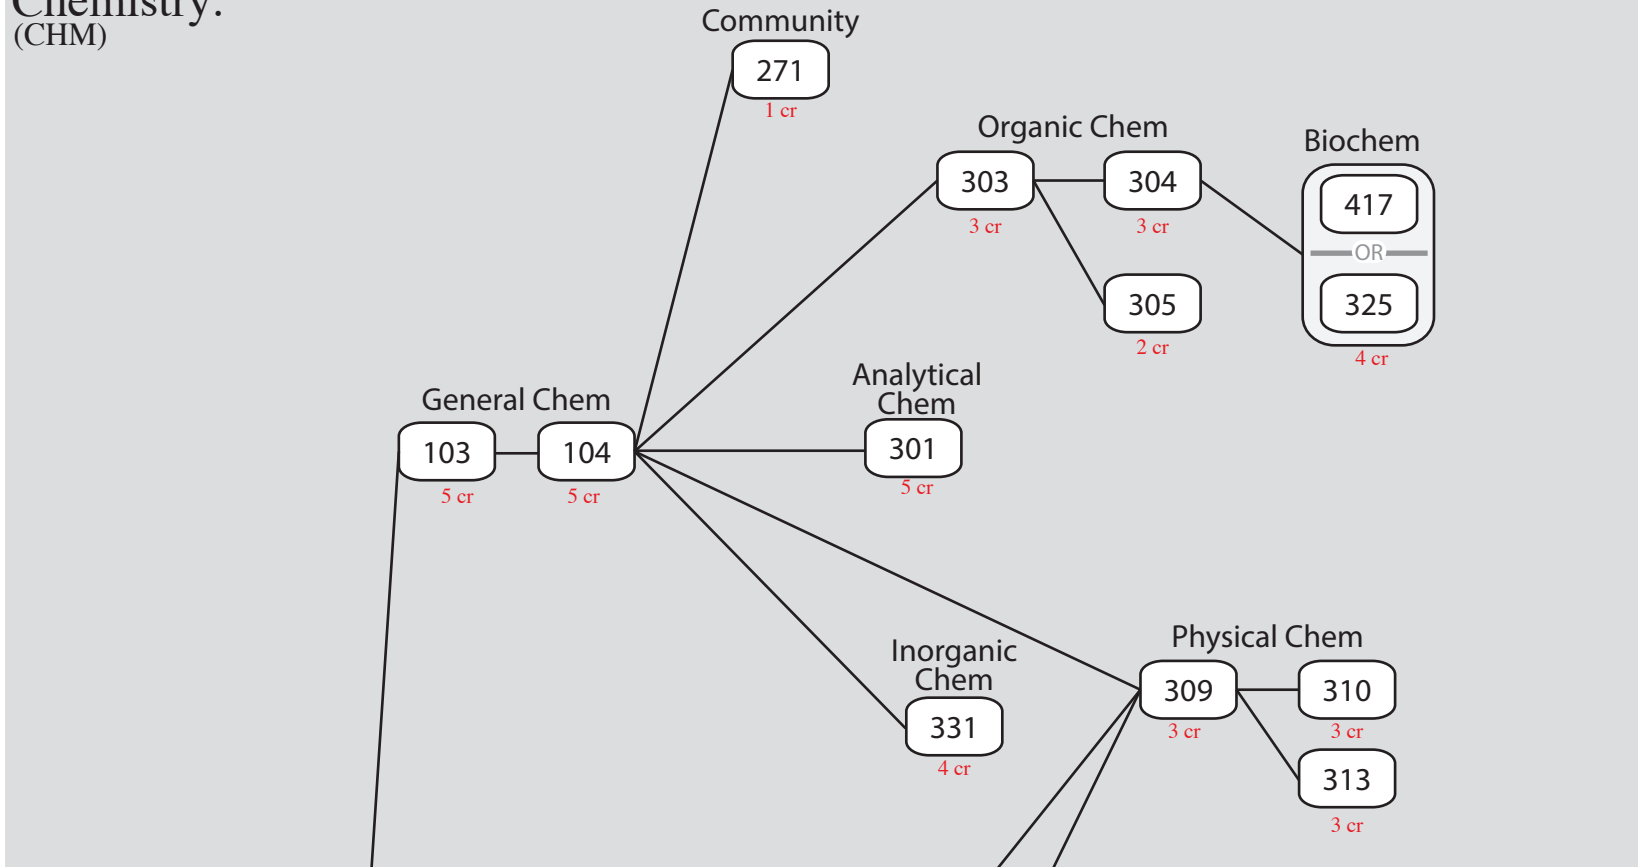 Chemistry:
(CHM)
Community
271
1 cr
Organic Chem
303
3 cr
304
3 cr
305
2 cr
Biochem
417
OR
325
4 cr
General Chem
103
5 cr
104
5 cr
Analytical
Chem
301
5 cr
Inorganic
Chem
331
4 cr
Physical Chem
309
3 cr
310
3 cr
313
3 cr